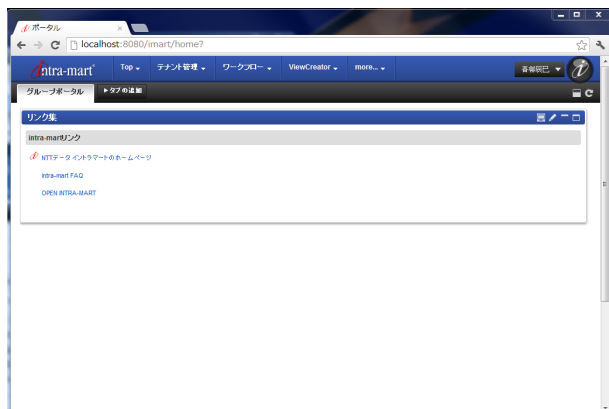 ポータル
localhost:8080/imart/home?
intra-mart
Top テナント管理 ワークフロー ViewCreator more... 青柳辰巳
グループポータル タブの追加
リンク集
intra-martリンク
NTTデータ イントラマートのホームページ
intra-mart FAQ
OPEN INTRA-MART